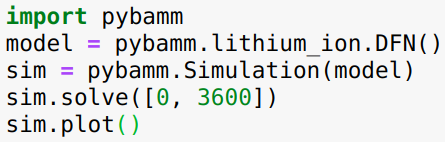 import pybamm
model = pybamm.lithium_ion.DFN()
sim = pybamm.Simulation(model)
sim.solve([0, 3600])
sim.plot()